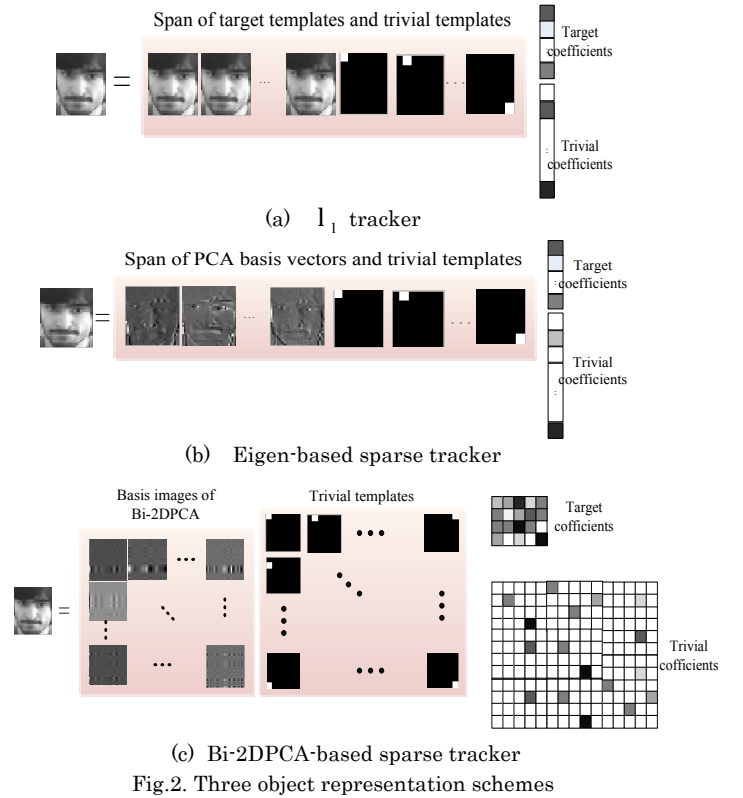 Span of target templates and trivial templates
=
...
. . .
Target
coefficients
:
Trivial
coefficients
:
(a) l₁ tracker
Span of PCA basis vectors and trivial templates
=
...
. . .
Target
coefficients
:
Trivial
coefficients
:
(b) Eigen-based sparse tracker
Basis images of
Bi-2DPCA
Trivial templates
Target
cofficients
=
Trivial
cofficients
(c) Bi-2DPCA-based sparse tracker
Fig.2. Three object representation schemes